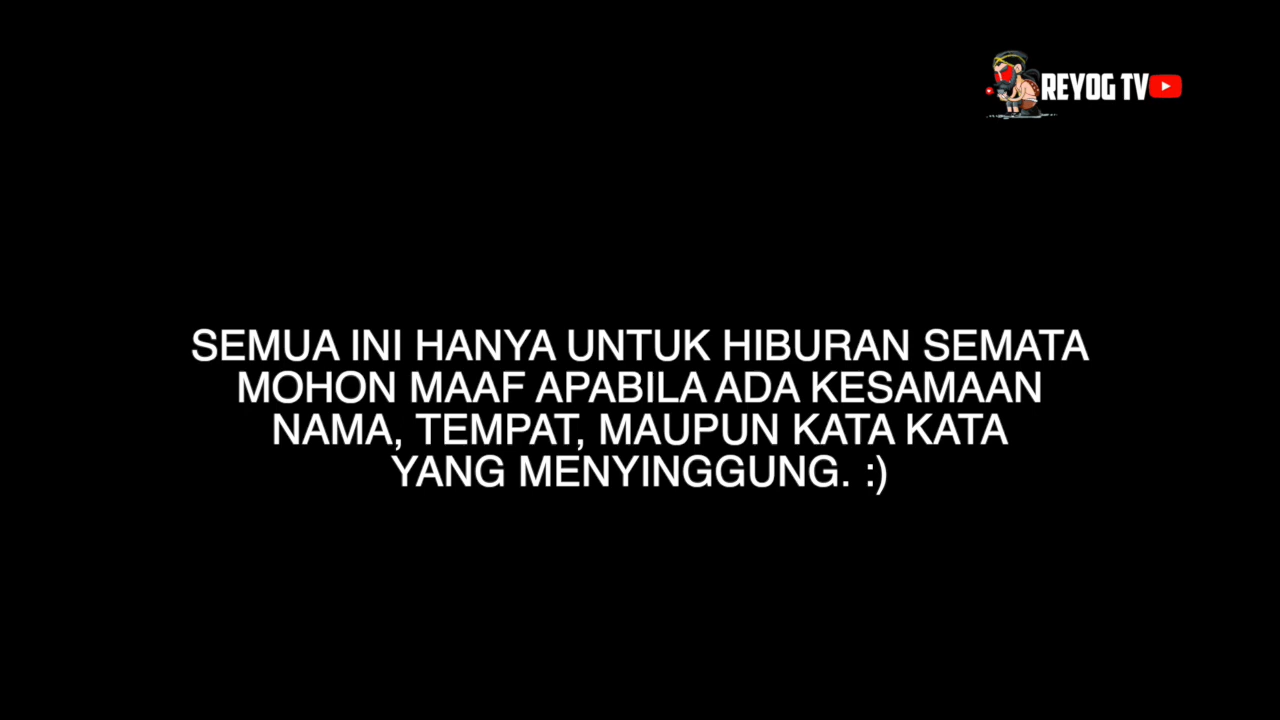 REYOG TV
SEMUA INI HANYA UNTUK HIBURAN SEMATA
MOHON MAAF APABILA ADA KESAMAAN
NAMA, TEMPAT, MAUPUN KATA KATA
YANG MENYINGGUNG. :)